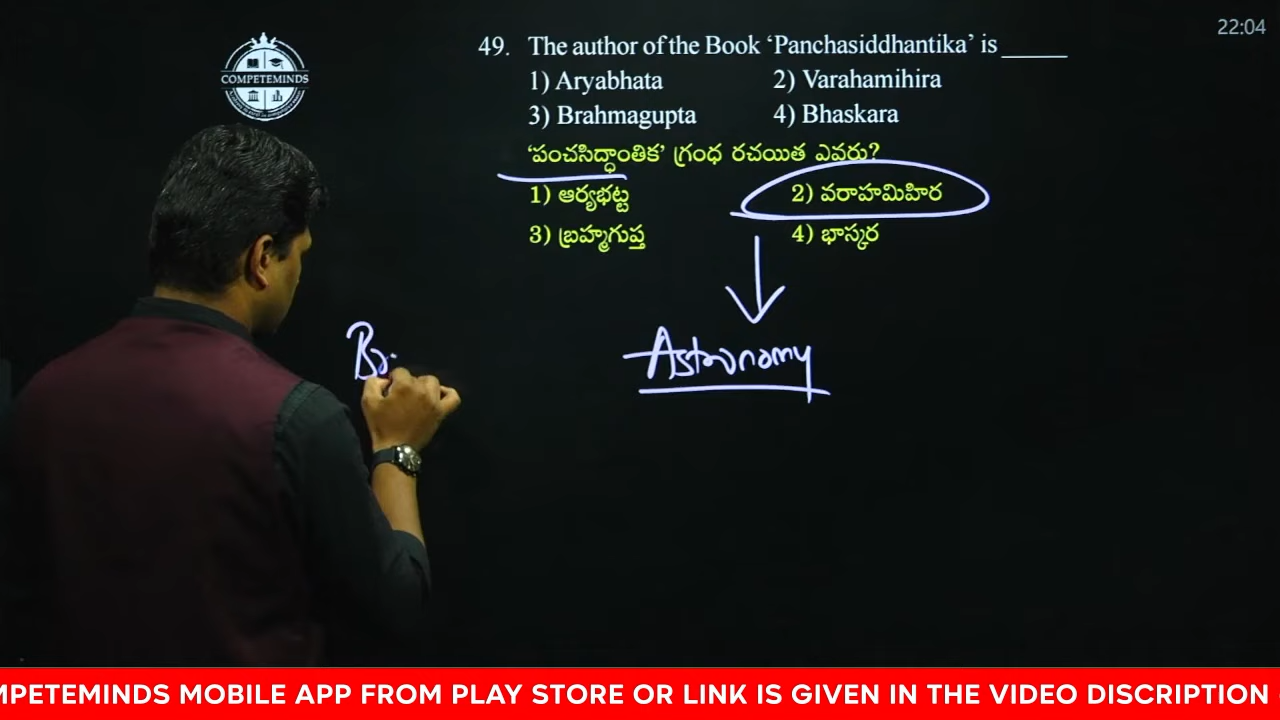 22:04
COMPETEMINDS
49. The author of the Book ‘Panchasiddhantika’ is ______
1) Aryabhata 2) Varahamihira
3) Brahmagupta 4) Bhaskara
‘పంచసిద్ధాంతిక’ గ్రంధ రచయిత ఎవరు?
1) ఆర్యభట్ట 2) వరాహమిహిర
3) బ్రహ్మగుప్త 4) భాస్కర
Astronomy
MPETEMINDS MOBILE APP FROM PLAY STORE OR LINK IS GIVEN IN THE VIDEO DISCRIPTION